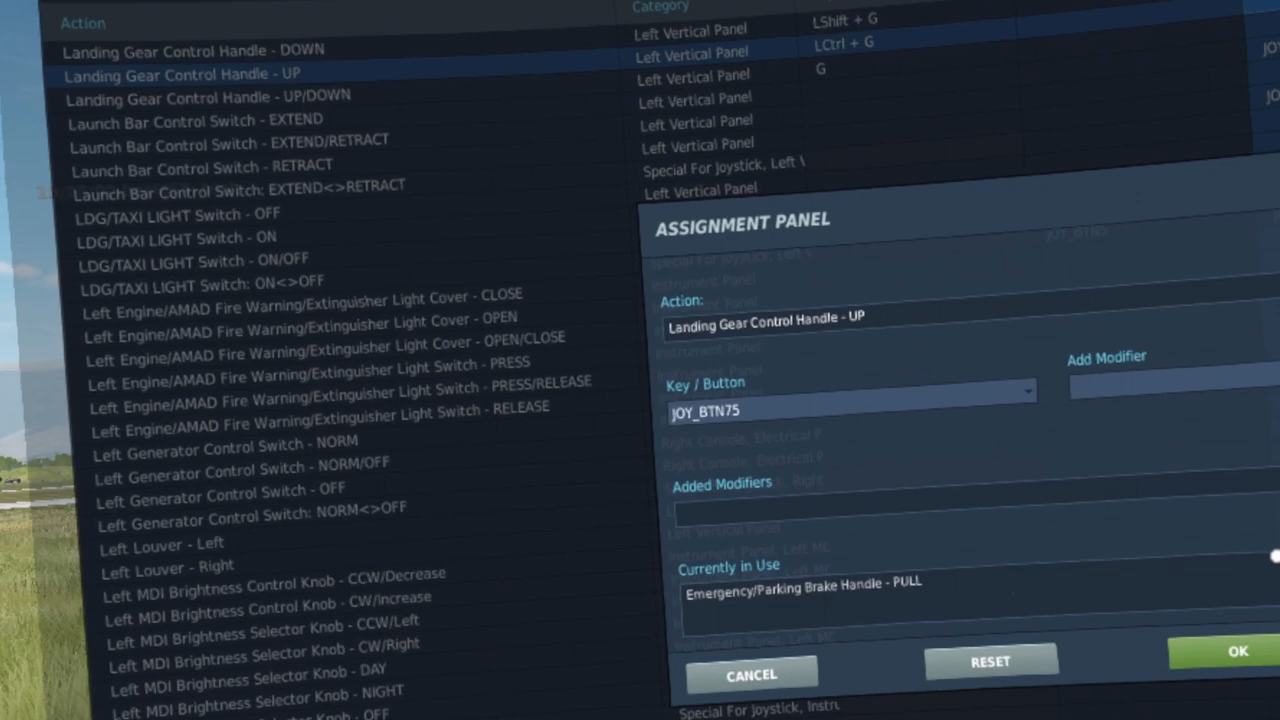 Action
Category
Landing Gear Control Handle - DOWN
Left Vertical Panel
LShift + G
Landing Gear Control Handle - UP
Left Vertical Panel
LCtrl + G
Landing Gear Control Handle - UP/DOWN
Left Vertical Panel
G
Launch Bar Control Switch - EXTEND
Left Vertical Panel
Launch Bar Control Switch - EXTEND/RETRACT
Left Vertical Panel
Launch Bar Control Switch - RETRACT
Left Vertical Panel
Launch Bar Control Switch: EXTEND<>RETRACT
Special For Joystick, Left
LDG/TAXI LIGHT Switch - OFF
Left Vertical Panel
LDG/TAXI LIGHT Switch - ON
LDG/TAXI LIGHT Switch - ON/OFF
LDG/TAXI LIGHT Switch: ON<>OFF
Left Engine/AMAD Fire Warning/Extinguisher Light Cover - CLOSE
Left Engine/AMAD Fire Warning/Extinguisher Light Cover - OPEN
Left Engine/AMAD Fire Warning/Extinguisher Light Cover - OPEN/CLOSE
Left Engine/AMAD Fire Warning/Extinguisher Light Switch - PRESS
Left Engine/AMAD Fire Warning/Extinguisher Light Switch - PRESS/RELEASE
Left Engine/AMAD Fire Warning/Extinguisher Light Switch - RELEASE
Left Generator Control Switch - NORM
Left Generator Control Switch - NORM/OFF
Left Generator Control Switch - OFF
Left Generator Control Switch: NORM<>OFF
Left Louver - Left
Left Louver - Right
Left MDI Brightness Control Knob - CCW/Decrease
Left MDI Brightness Control Knob - CW/Increase
Left MDI Brightness Selector Knob - CCW/Left
Left MDI Brightness Selector Knob - CW/Right
Left MDI Brightness Selector Knob - DAY
Left MDI Brightness Selector Knob - NIGHT
Selector Knob - OFF
ASSIGNMENT PANEL
Action:
Landing Gear Control Handle - UP
Key / Button
Add Modifier
JOY_BTN75
Added Modifiers
Currently in Use
Emergency/Parking Brake Handle - PULL
CANCEL
RESET
OK
Special For Joystick, Instru